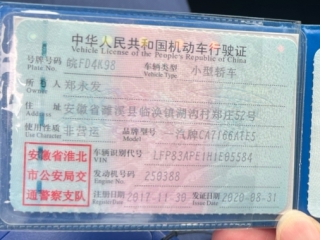 中华人民共和国机动车行驶证
Vehicle License of the People's Republic of China
号牌号码 皖FD4K98 车辆类型 小型轿车
Plate No. Vehicle Type
所有人 郑永发
Owner
住址 安徽省濉溪县临涣镇湖沟村郑庄52号
Address
使用性质 非营运 品牌型号 汽牌CA7166ATE5
Use Character Model
安徽省淮北
市公安局交
通警察支队
车辆识别代号 LFP83AFE1H1E05584
VIN
发动机号码 250388
Engine No.
注册日期 2017-11-30 发证日期 2020-08-31
Register Date Issue Date